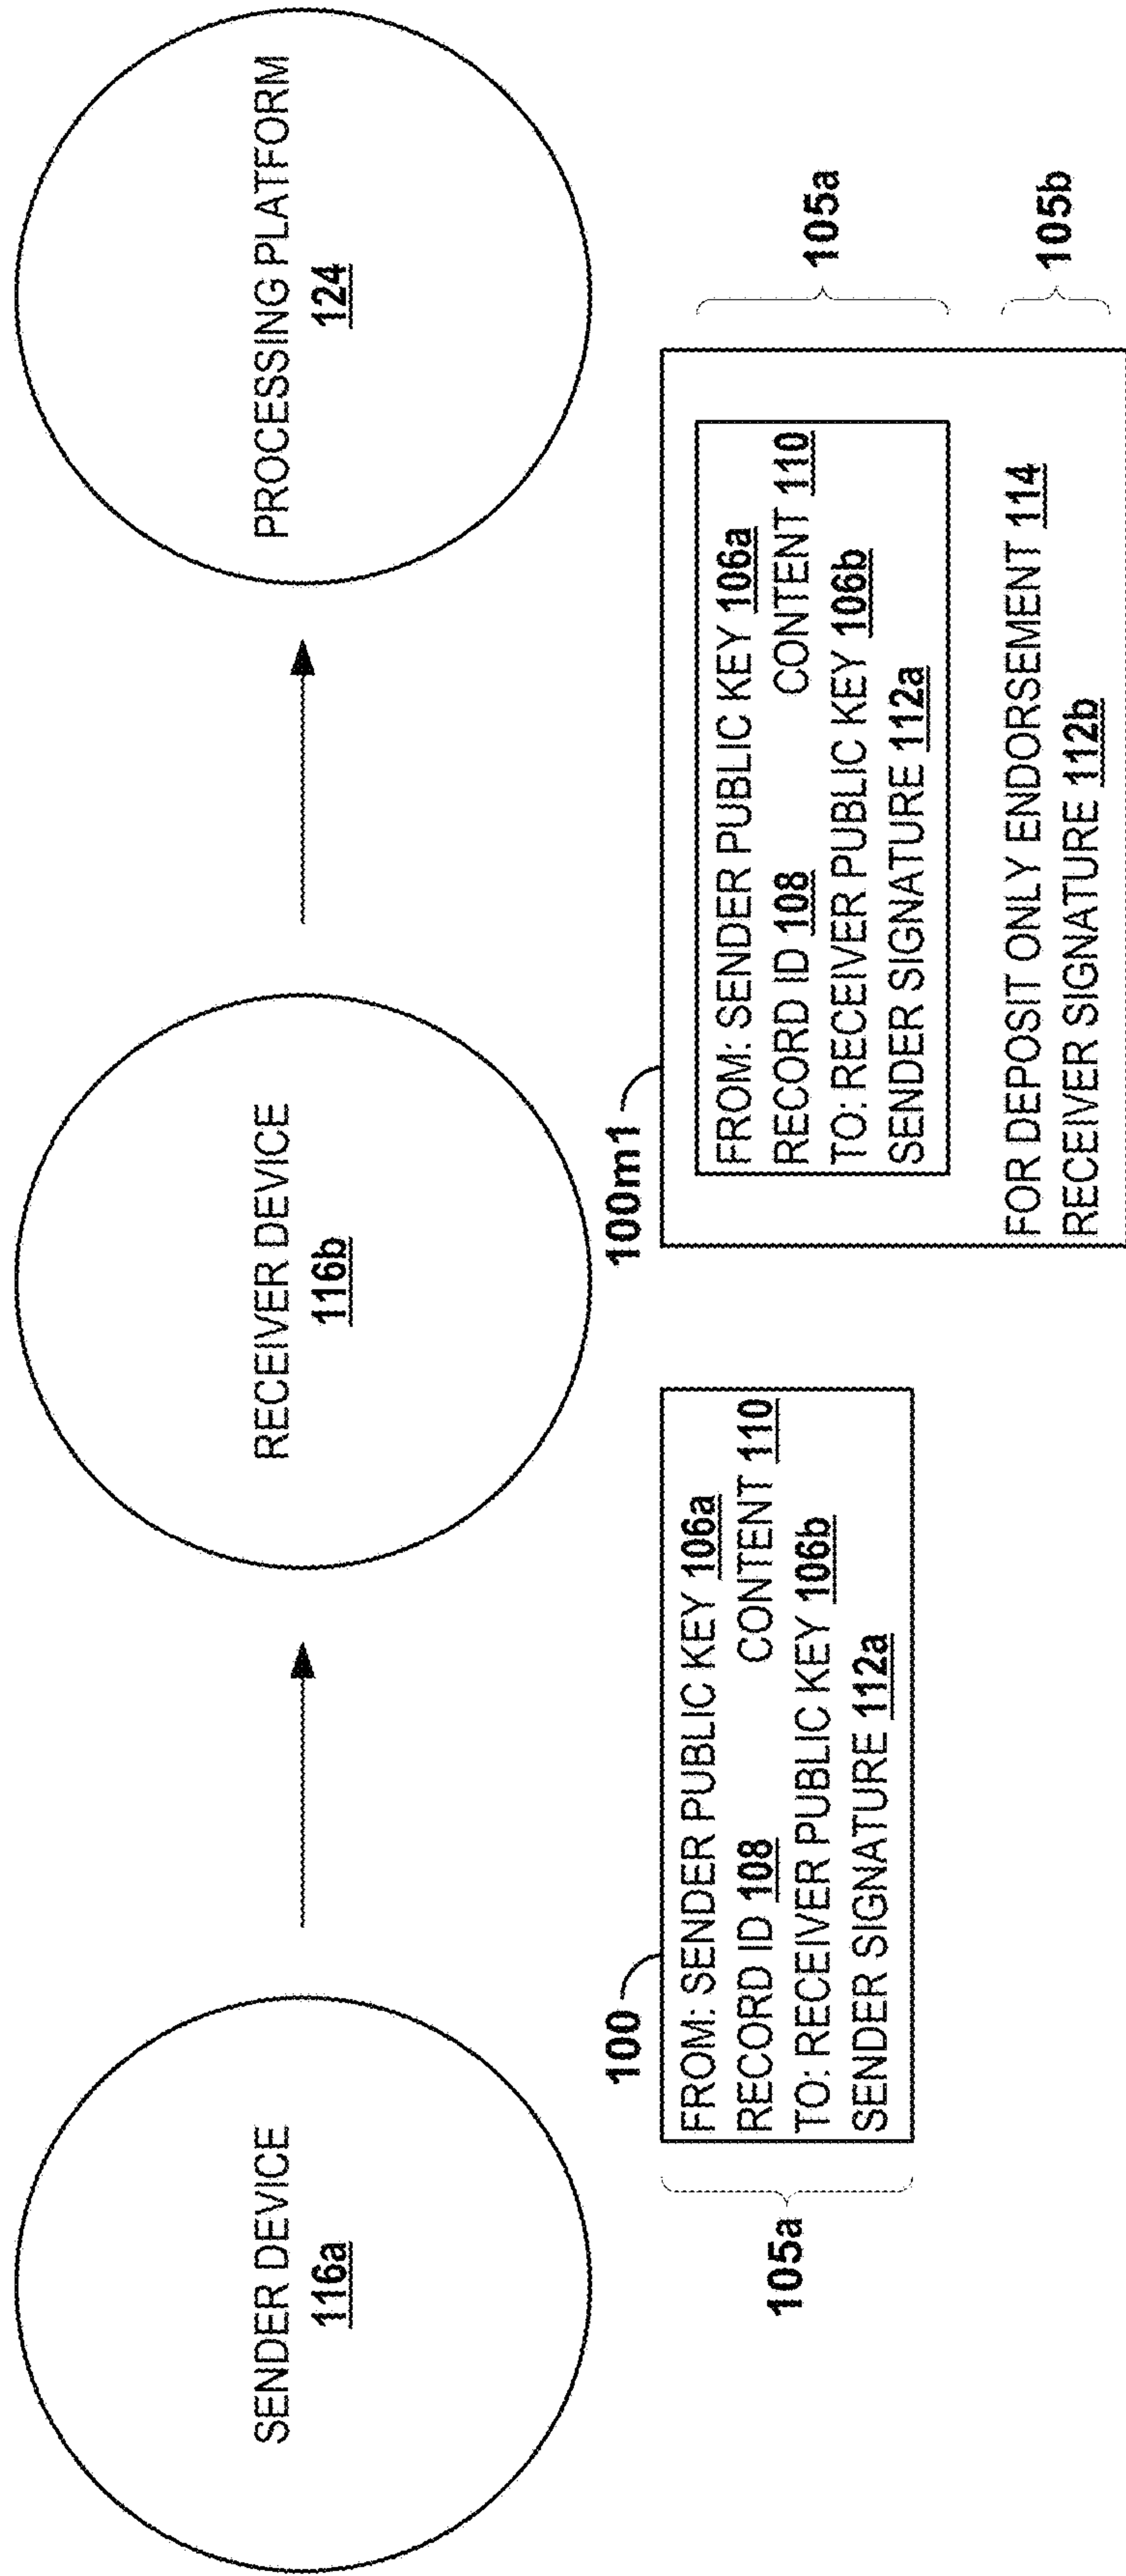 SENDER DEVICE
116a
RECEIVER DEVICE
116b
PROCESSING PLATFORM
124
100
FROM: SENDER PUBLIC KEY 106a
RECORD ID 108 CONTENT 110
TO: RECEIVER PUBLIC KEY 106b
SENDER SIGNATURE 112a
105a
100m1
FROM: SENDER PUBLIC KEY 106a
RECORD ID 108 CONTENT 110
TO: RECEIVER PUBLIC KEY 106b
SENDER SIGNATURE 112a
105a
FOR DEPOSIT ONLY ENDORSEMENT 114
RECEIVER SIGNATURE 112b
105b